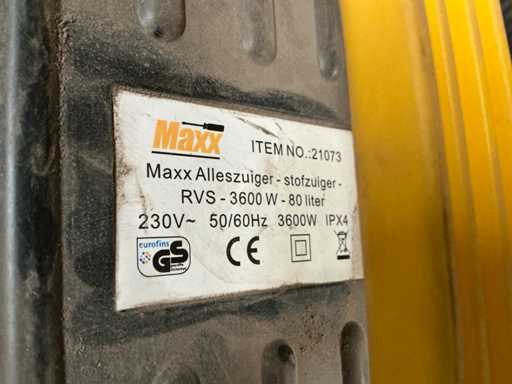 Maxx
ITEM NO.:21073
Maxx Alleszuiger - stofzuiger -
RVS - 3600 W - 80 liter
230V~ 50/60Hz 3600W IPX4
eurofins
GS
CE